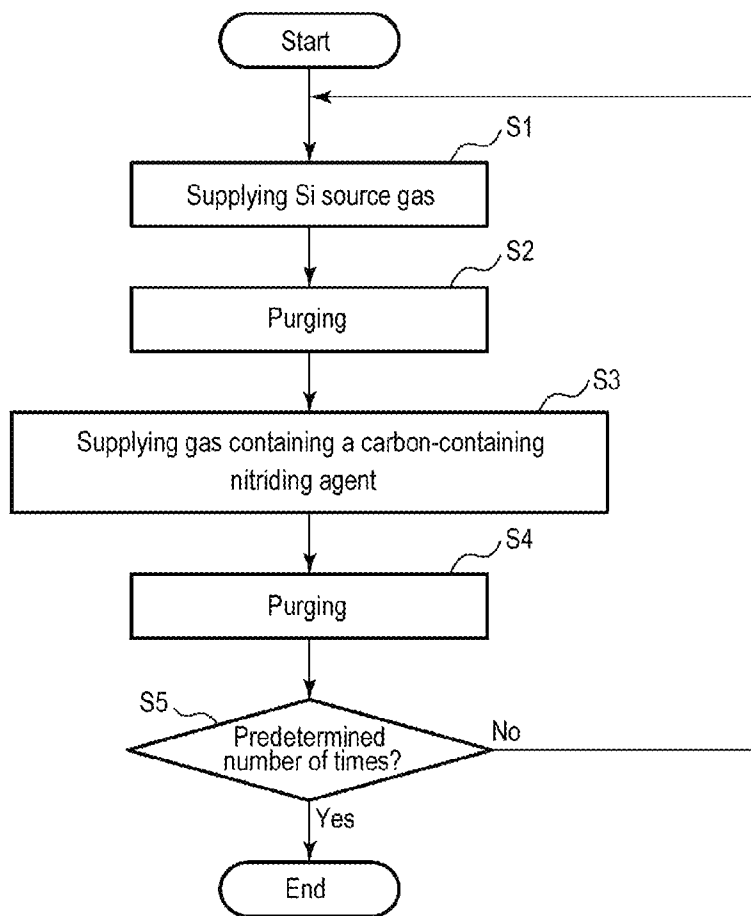 Start
S1
Supplying Si source gas
S2
Purging
S3
Supplying gas containing a carbon-containing
nitriding agent
S4
Purging
S5
Predetermined
number of times?
No
Yes
End